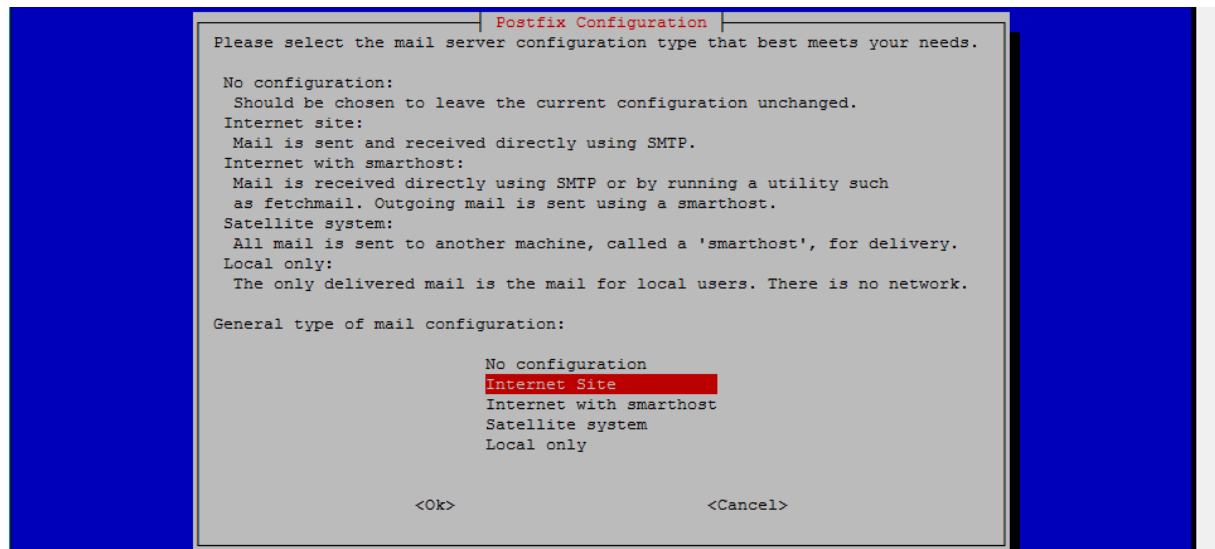 Postfix Configuration
Please select the mail server configuration type that best meets your needs.
No configuration:
Should be chosen to leave the current configuration unchanged.
Internet site:
Mail is sent and received directly using SMTP.
Internet with smarthost:
Mail is received directly using SMTP or by running a utility such
as fetchmail. Outgoing mail is sent using a smarthost.
Satellite system:
All mail is sent to another machine, called a 'smarthost', for delivery.
Local only:
The only delivered mail is the mail for local users. There is no network.
General type of mail configuration:
No configuration
Internet Site
Internet with smarthost
Satellite system
Local only
<Ok> <Cancel>